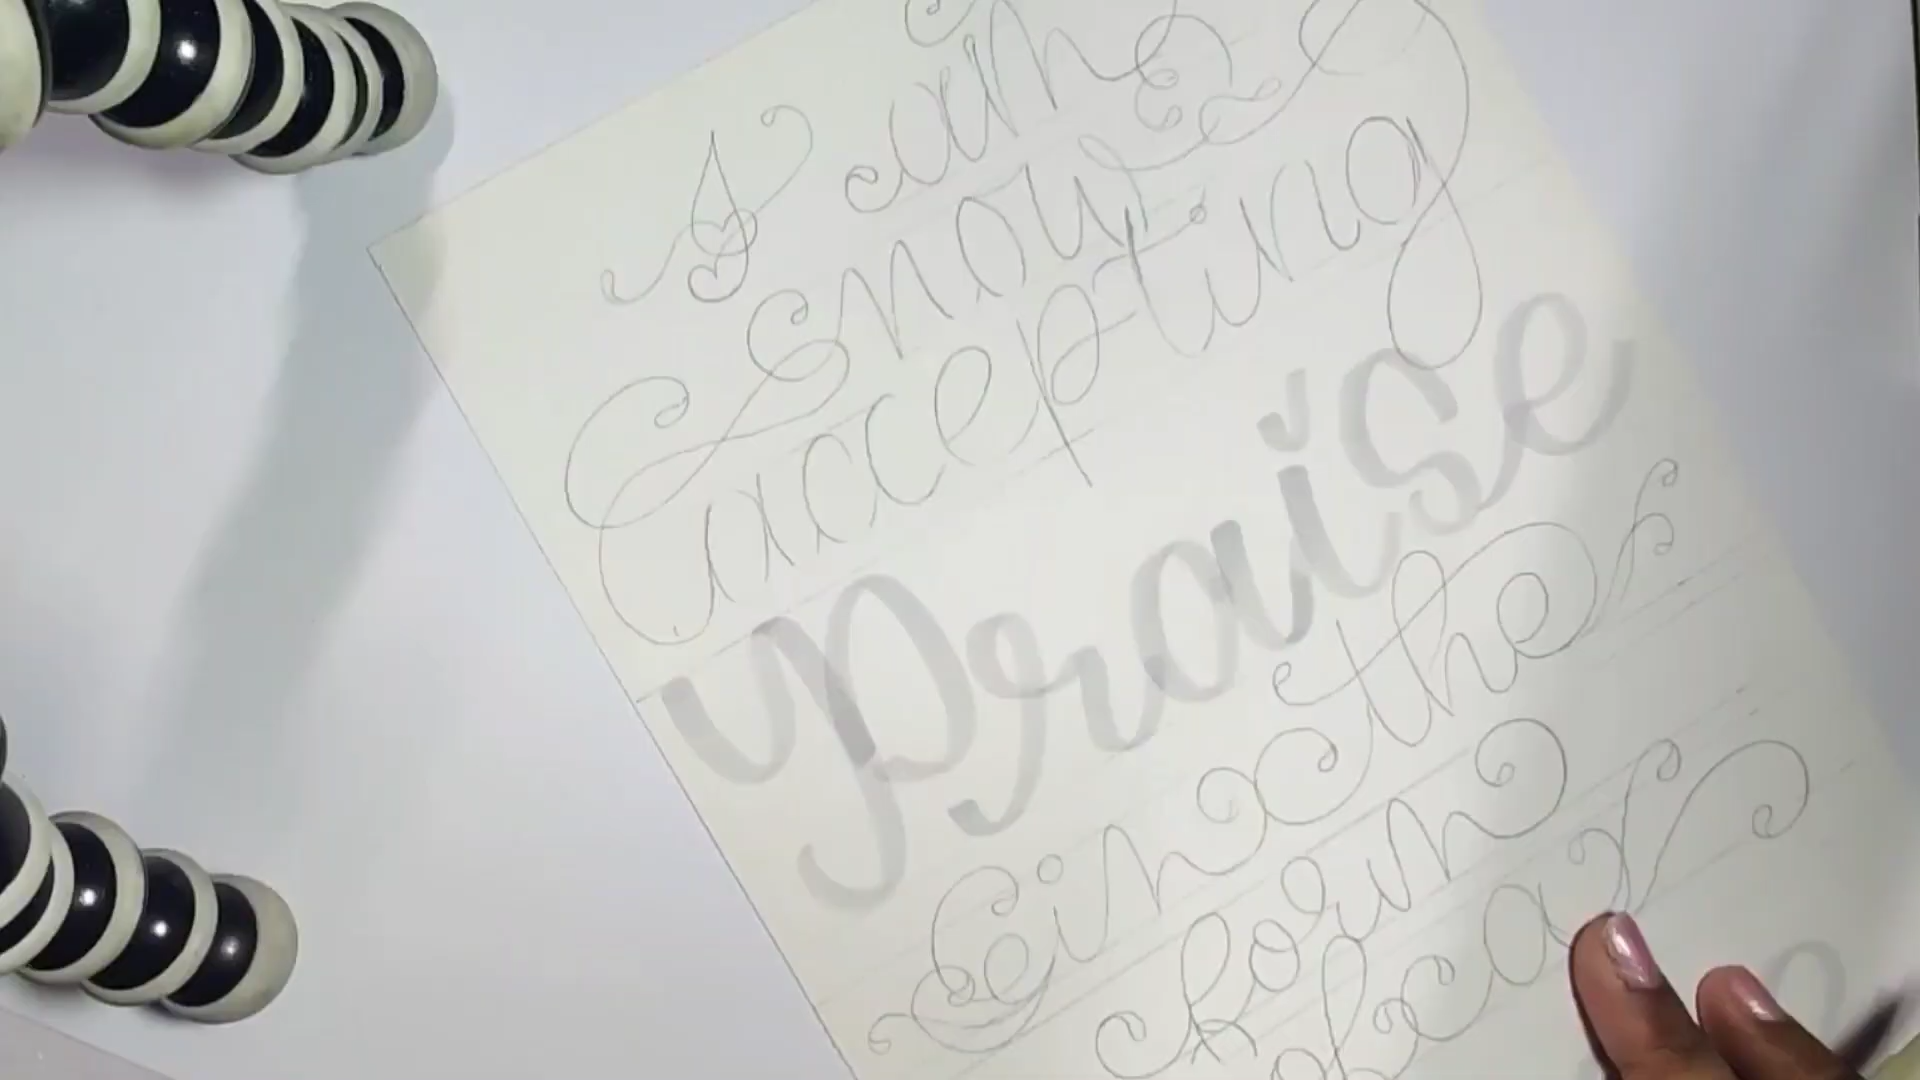 I am
now
accepting
praise
in the
form
of a